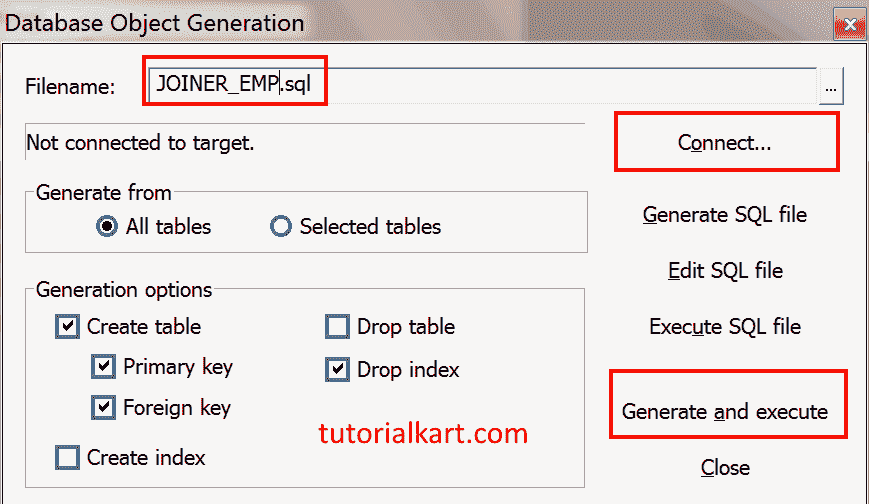 Database Object Generation
Filename:
JOINER_EMP.sql
...
Not connected to target.
Connect...
Generate from
All tables
Selected tables
Generate SQL file
Edit SQL file
Execute SQL file
Generate and execute
Close
Generation options
Create table
Drop table
Primary key
Drop index
Foreign key
Create index
tutorialkart.com